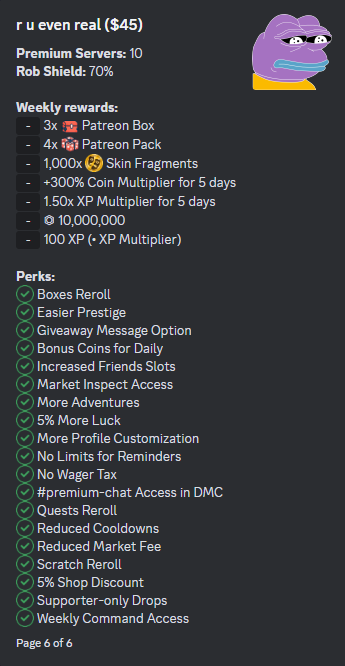 r u even real ($45)
Premium Servers: 10
Rob Shield: 70%
Weekly rewards:
- 3x Patreon Box
- 4x Patreon Pack
- 1,000x Skin Fragments
- +300% Coin Multiplier for 5 days
- 1.50x XP Multiplier for 5 days
- ⏣ 10,000,000
- 100 XP (• XP Multiplier)
Perks:
Boxes Reroll
Easier Prestige
Giveaway Message Option
Bonus Coins for Daily
Increased Friends Slots
Market Inspect Access
More Adventures
5% More Luck
More Profile Customization
No Limits for Reminders
No Wager Tax
#premium-chat Access in DMC
Quests Reroll
Reduced Cooldowns
Reduced Market Fee
Scratch Reroll
5% Shop Discount
Supporter-only Drops
Weekly Command Access
Page 6 of 6